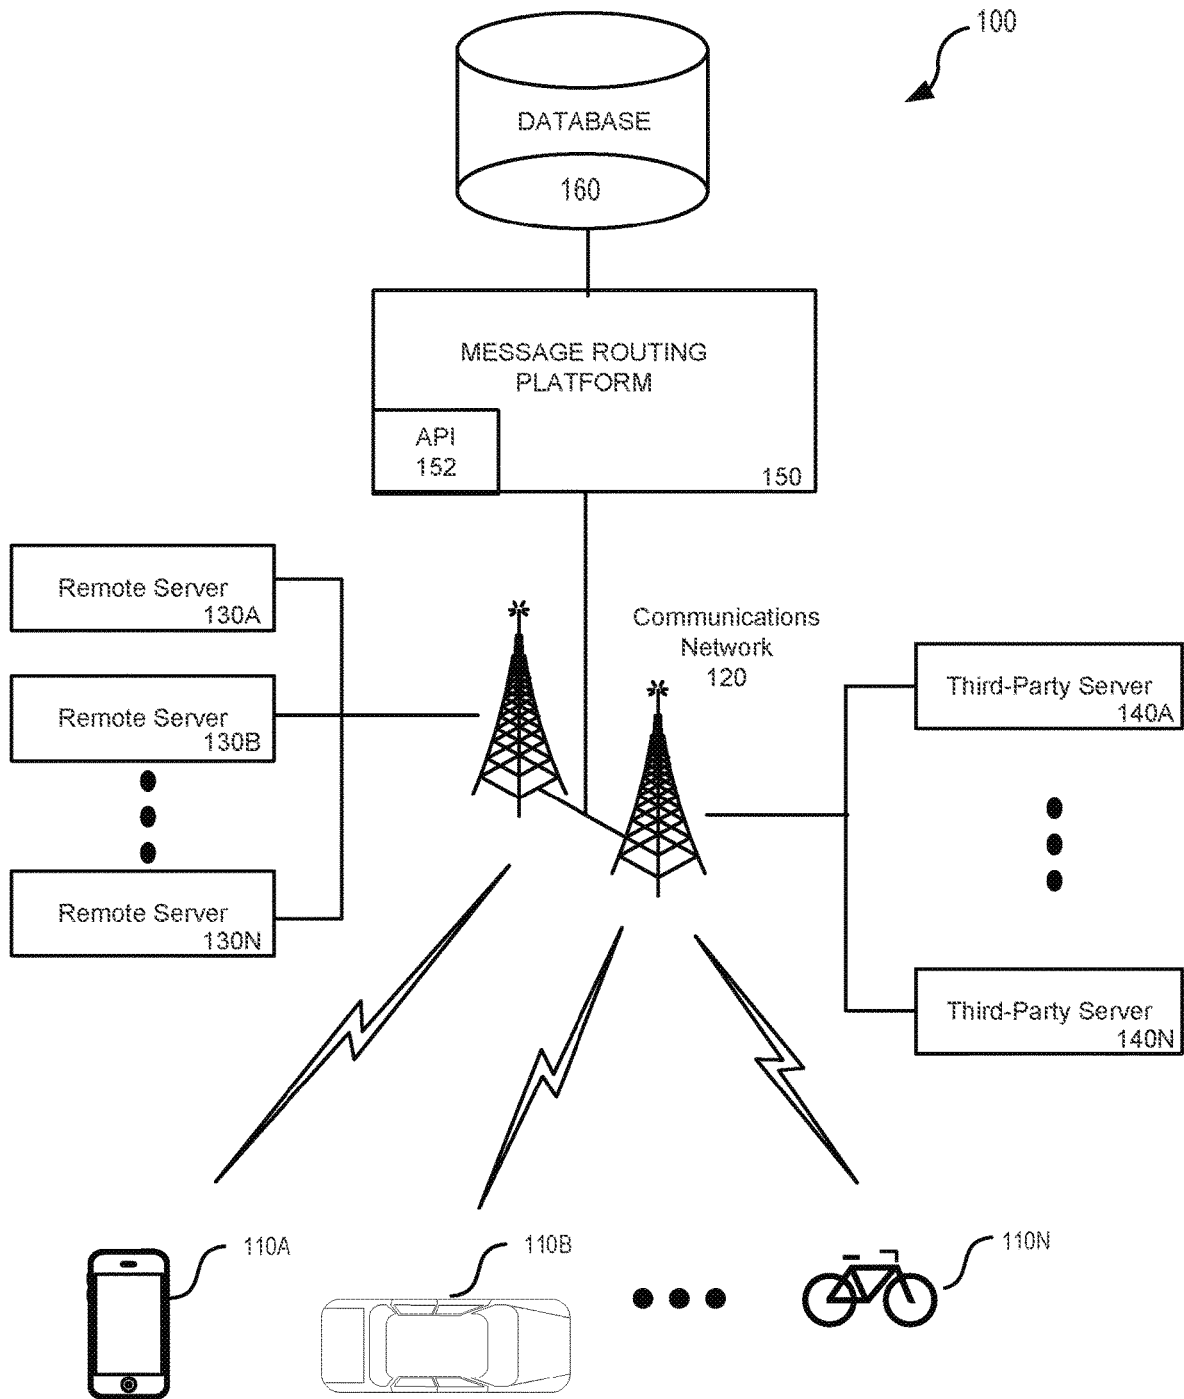 100
DATABASE
160
MESSAGE ROUTING
PLATFORM
API
152
150
Remote Server
130A
Communications
Network
120
Remote Server
130B
Third-Party Server
140A
Remote Server
130N
Third-Party Server
140N
110A
110B
110N